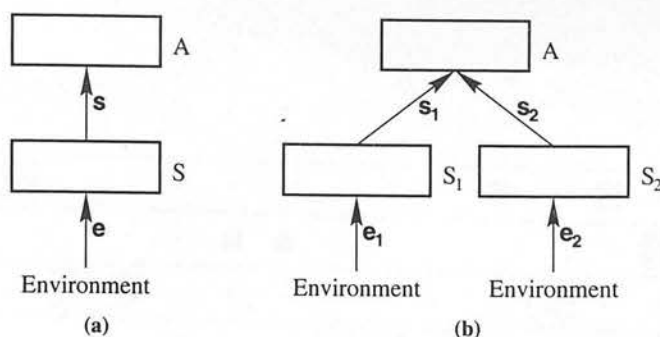 A
s
S
e
Environment
(a)
A
s1 s2
S1 S2
e1 e2
Environment Environment
(b)